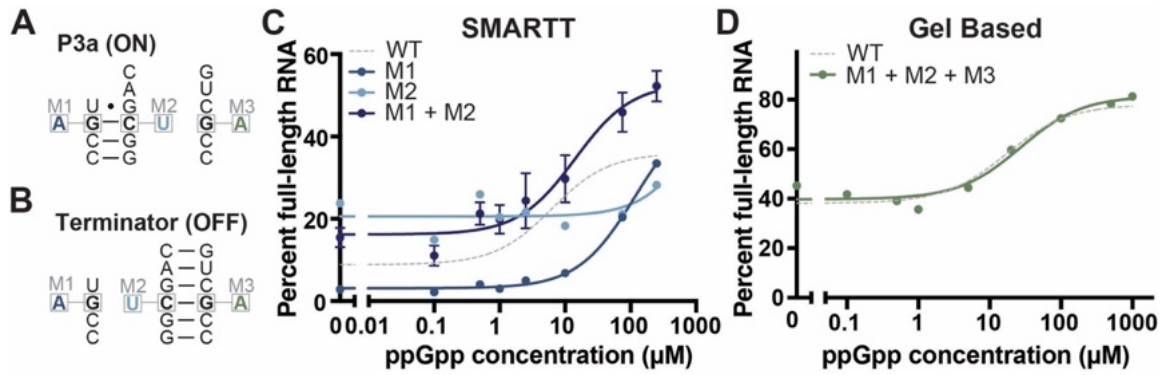 A
P3a (ON)
C
A
G
U
M1 U • G M2 C M3
A G C U G A
C C
C G G C
G C
B
Terminator (OFF)
C G
A U
M1 U M2 G C M3
A G U C G A
C G C
C G C
C
SMARTT
WT
M1
M2
M1 + M2
Percent full-length RNA
60
40
20
0
0 0.01 0.1 1 10 100 1000
ppGpp concentration (µM)
D
Gel Based
WT
M1 + M2 + M3
Percent full-length RNA
80
60
40
20
0
0 0.1 1 10 100 1000
ppGpp concentration (µM)